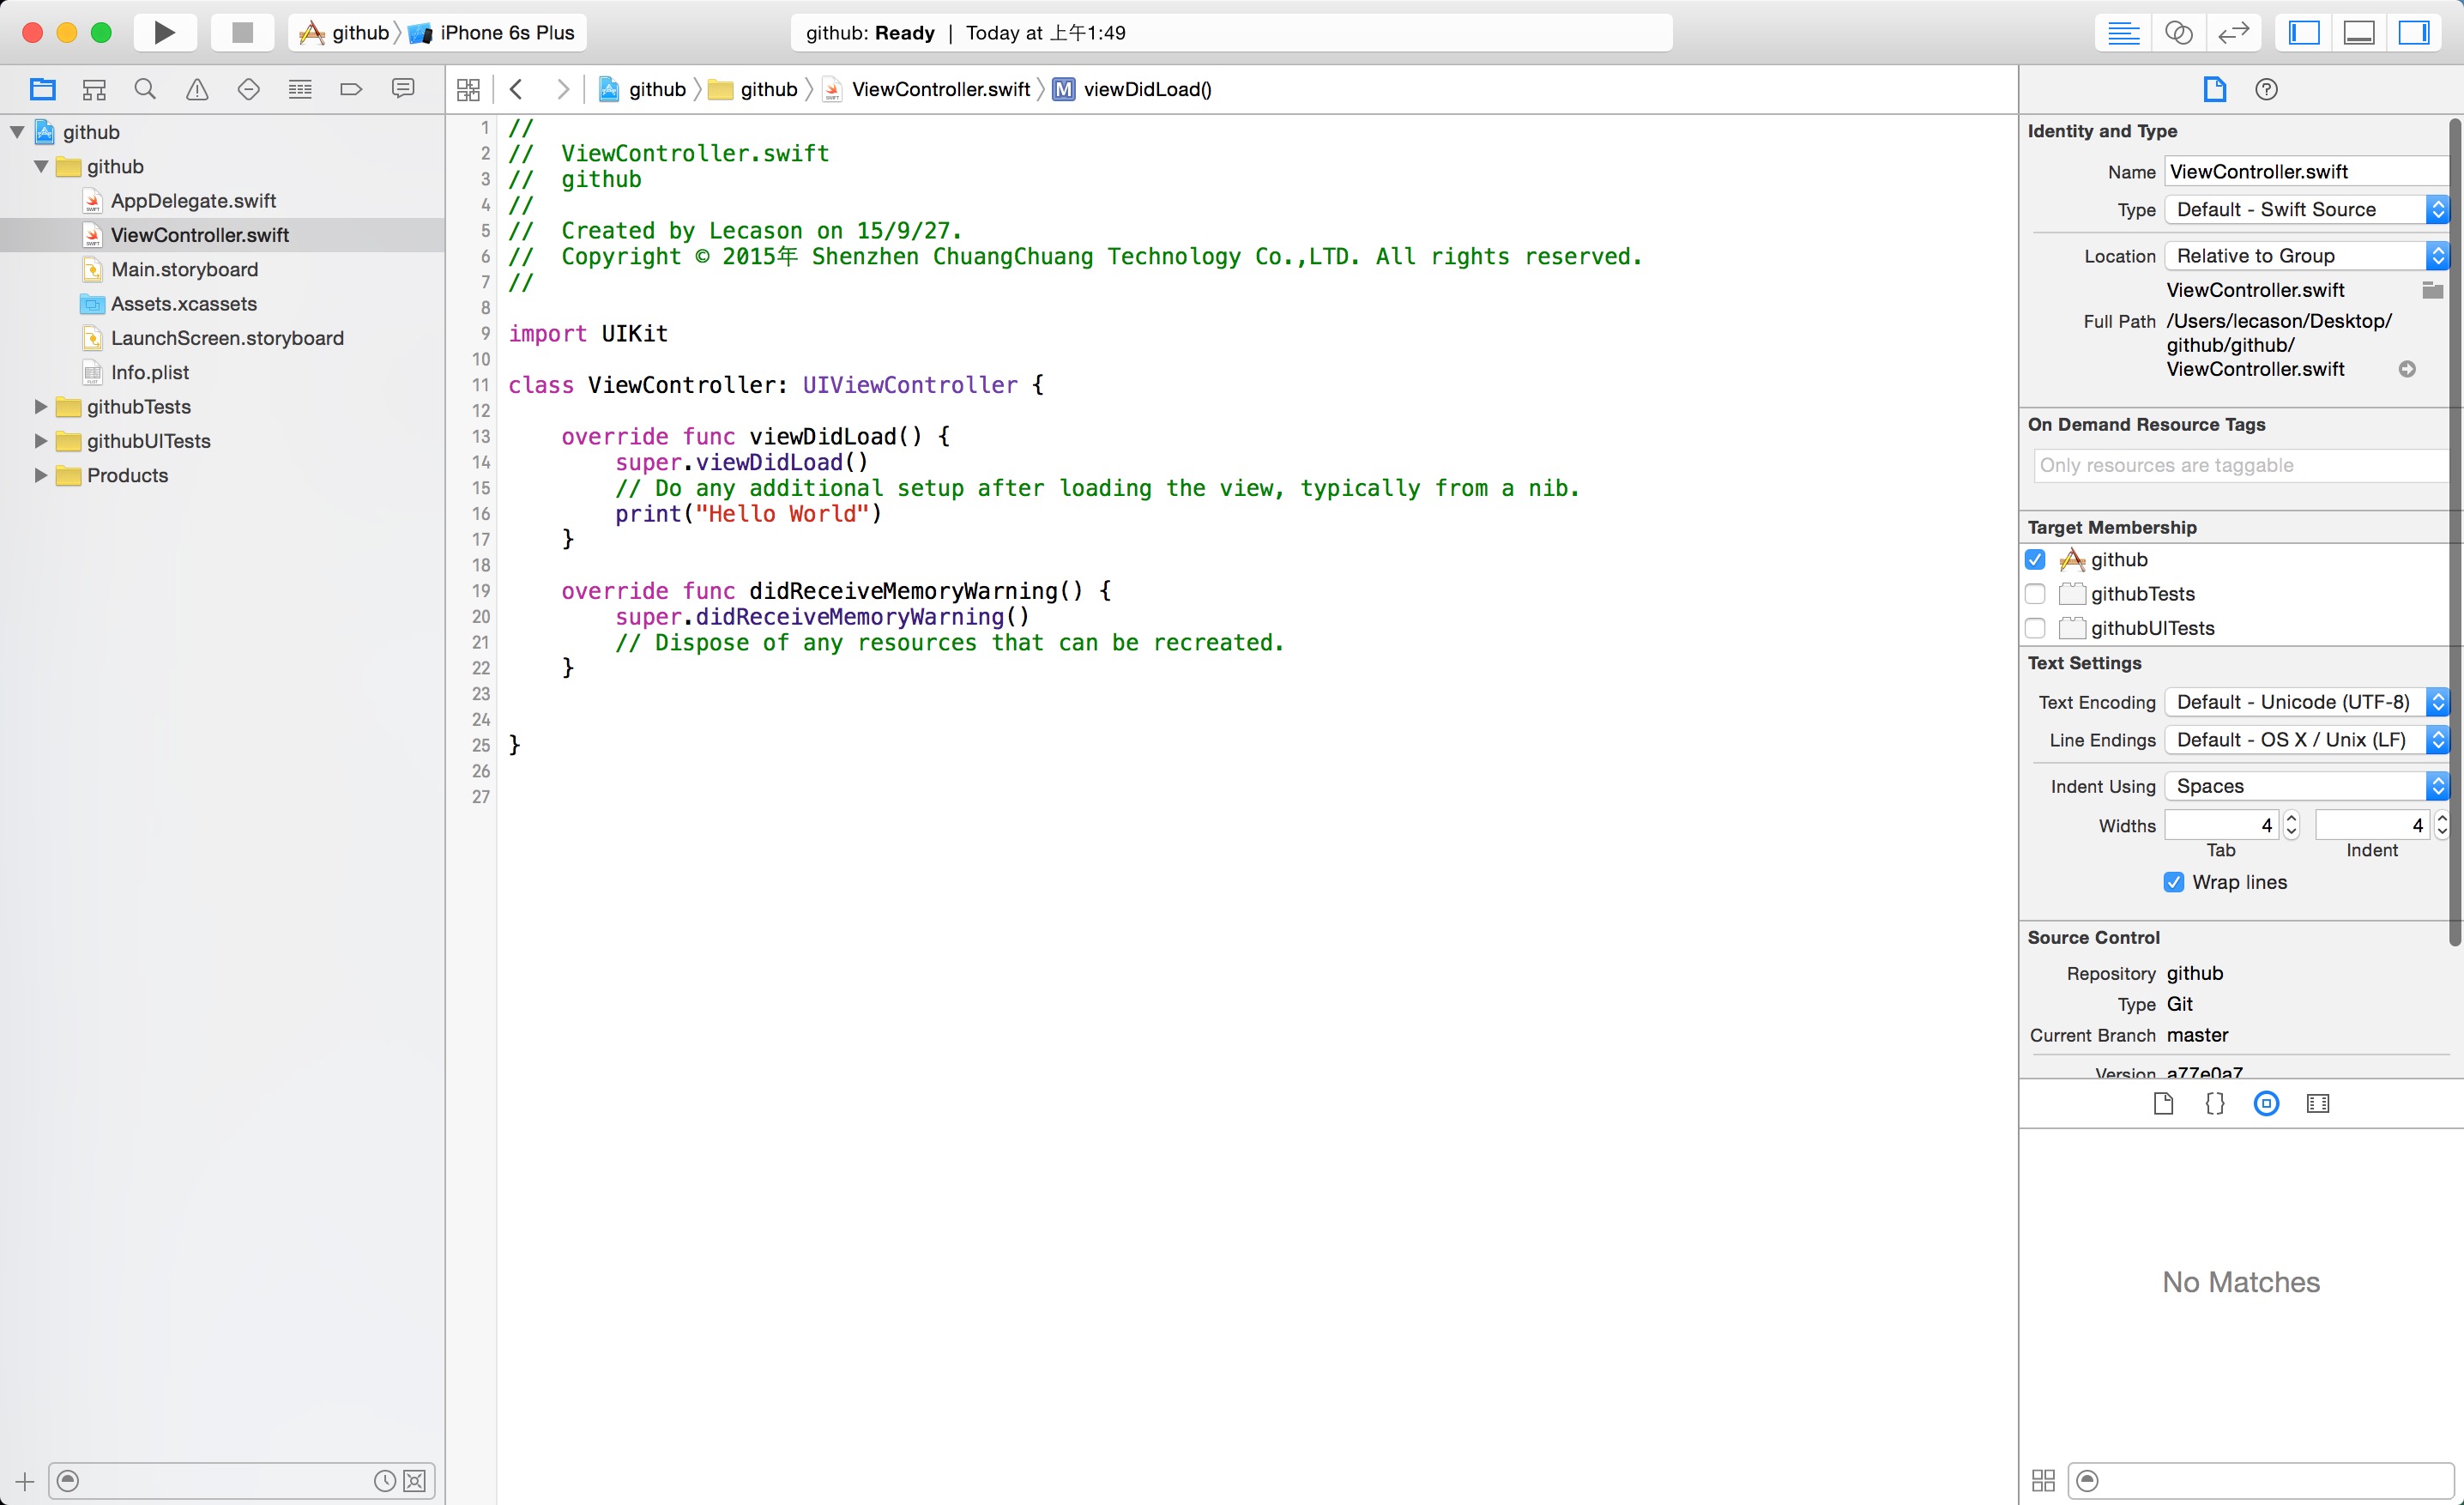 github 〉 iPhone 6s Plus
github: Ready | Today at 上午1:49
github 〉 github 〉 ViewController.swift 〉 M viewDidLoad()
github
github
AppDelegate.swift
ViewController.swift
Main.storyboard
Assets.xcassets
LaunchScreen.storyboard
Info.plist
githubTests
githubUITests
Products
1 //
2 //  ViewController.swift
3 //  github
4 //
5 //  Created by Lecason on 15/9/27.
6 //  Copyright © 2015年 Shenzhen ChuangChuang Technology Co.,LTD. All rights reserved.
7 //
8
9 import UIKit
10
11 class ViewController: UIViewController {
12
13     override func viewDidLoad() {
14         super.viewDidLoad()
15         // Do any additional setup after loading the view, typically from a nib.
16         print("Hello World")
17     }
18
19     override func didReceiveMemoryWarning() {
20         super.didReceiveMemoryWarning()
21         // Dispose of any resources that can be recreated.
22     }
23
24
25 }
26
27
Identity and Type
Name ViewController.swift
Type Default - Swift Source
Location Relative to Group
ViewController.swift
Full Path /Users/lecason/Desktop/
github/github/
ViewController.swift
On Demand Resource Tags
Only resources are taggable
Target Membership
github
githubTests
githubUITests
Text Settings
Text Encoding Default - Unicode (UTF-8)
Line Endings Default - OS X / Unix (LF)
Indent Using Spaces
Widths 4 4
Tab Indent
Wrap lines
Source Control
Repository github
Type Git
Current Branch master
Version a77e0a7
No Matches